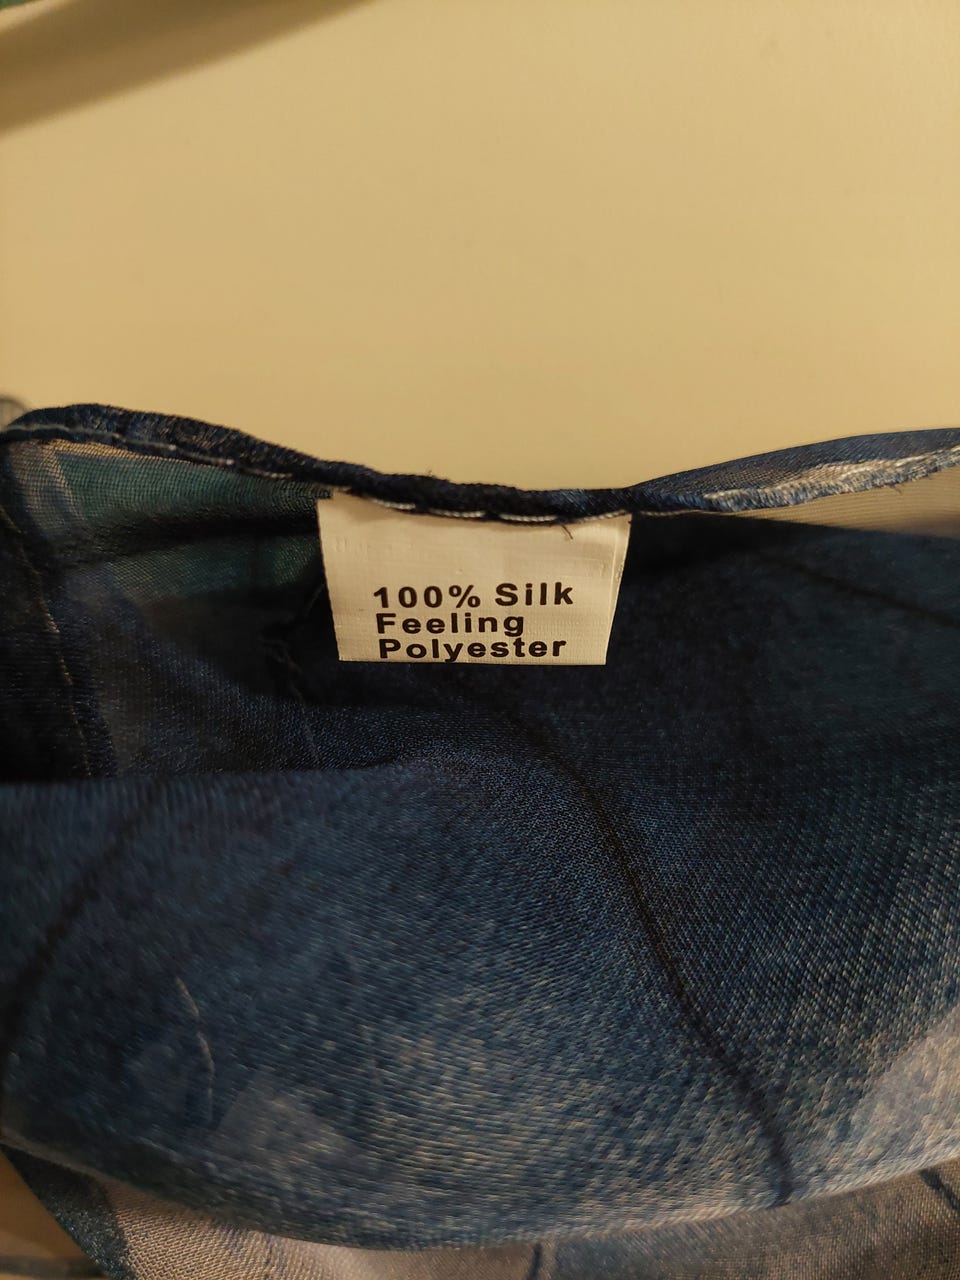 100% Silk
Feeling
Polyester